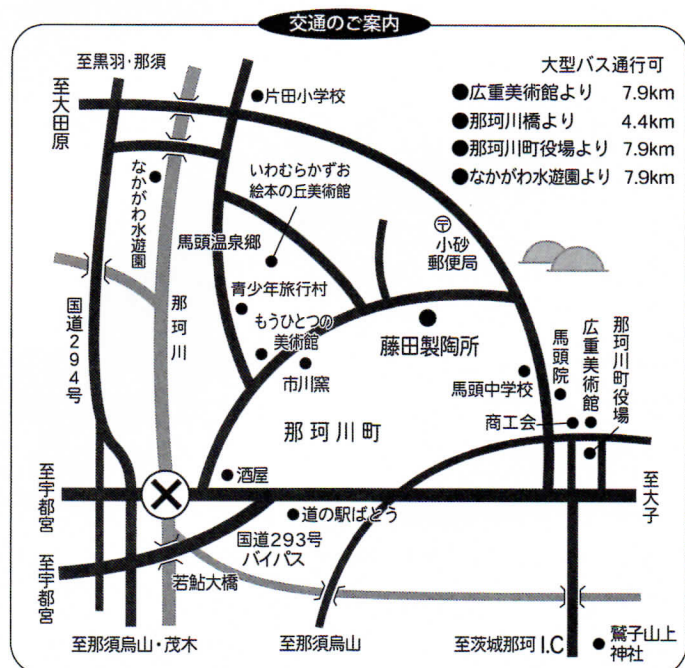 交通のご案内
大型バス通行可
●広重美術館より 7.9km
●那珂川橋より 4.4km
●那珂川町役場より 7.9km
●なかがわ水遊園より 7.9km
至黒羽・那須
至大田原
片田小学校
なかがわ水遊園
いわむらかずお
絵本の丘美術館
馬頭温泉郷
〒
小砂
郵便局
青少年旅行村
もうひとつの
美術館
国道294号
那珂川
藤田製陶所
市川窯
馬頭中学校
馬頭院
広重美術館
那珂川町役場
商工会
那珂川町
酒屋
至宇都宮
至大子
道の駅ばとう
国道293号
バイパス
至宇都宮
若鮎大橋
至那須烏山・茂木
至那須烏山
至茨城那珂I.C
鷲子山上
神社